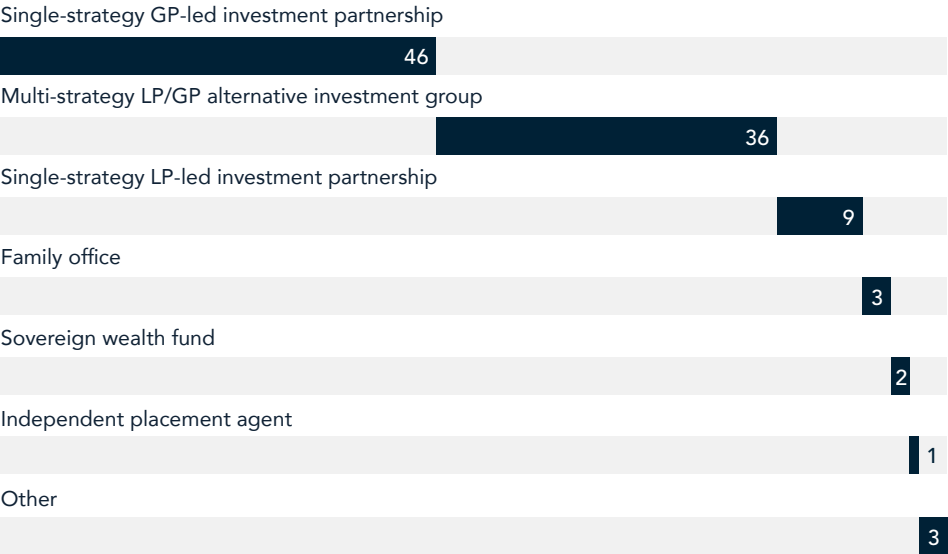 Single-strategy GP-led investment partnership
46
Multi-strategy LP/GP alternative investment group
36
Single-strategy LP-led investment partnership
9
Family office
3
Sovereign wealth fund
2
Independent placement agent
1
Other
3